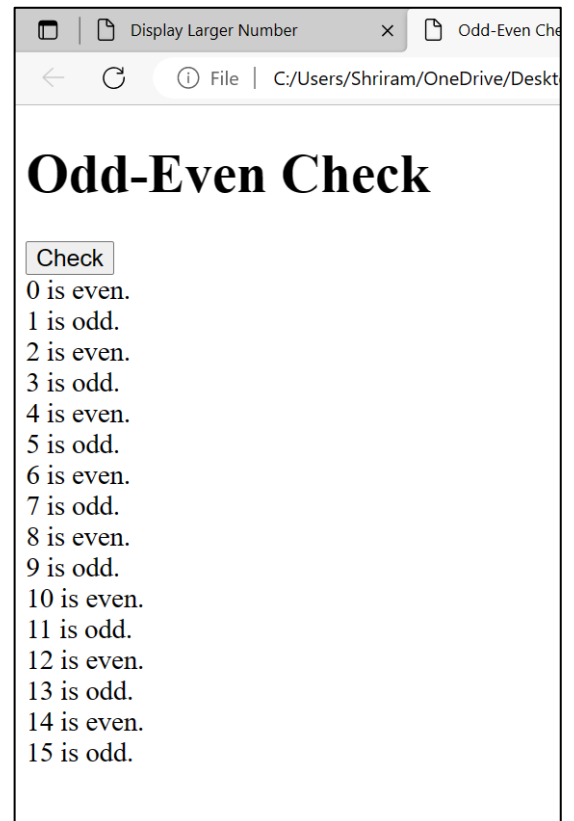 Display Larger Number
Odd-Even Che
File
C:/Users/Shriram/OneDrive/Deskt
Odd-Even Check
Check
0 is even.
1 is odd.
2 is even.
3 is odd.
4 is even.
5 is odd.
6 is even.
7 is odd.
8 is even.
9 is odd.
10 is even.
11 is odd.
12 is even.
13 is odd.
14 is even.
15 is odd.